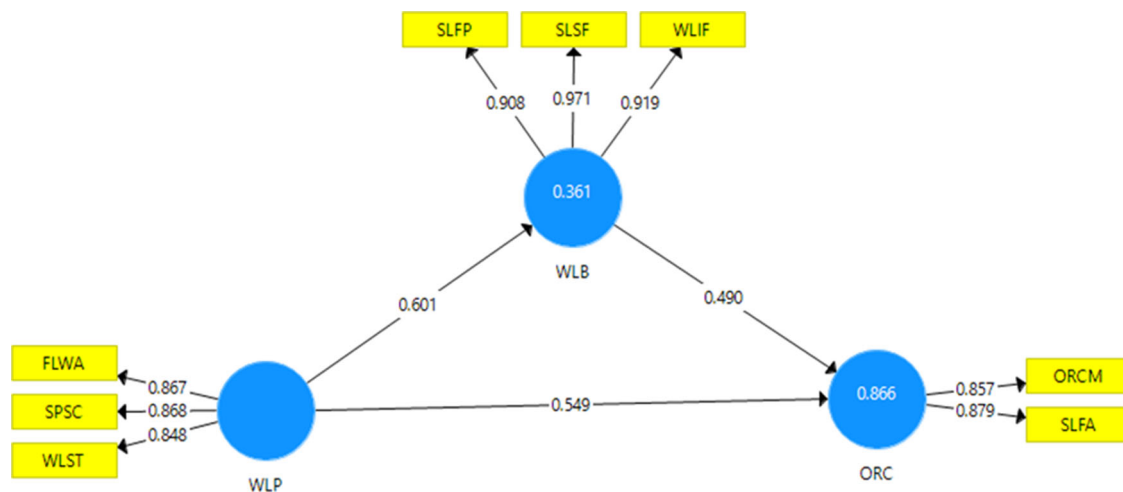 SLFP
SLSF
WLIF
0.908
0.971
0.919
0.361
WLB
0.601
0.490
FLWA
SPSC
WLST
0.867
0.868
0.848
WLP
0.549
0.866
ORC
0.857
0.879
ORCM
SLFA